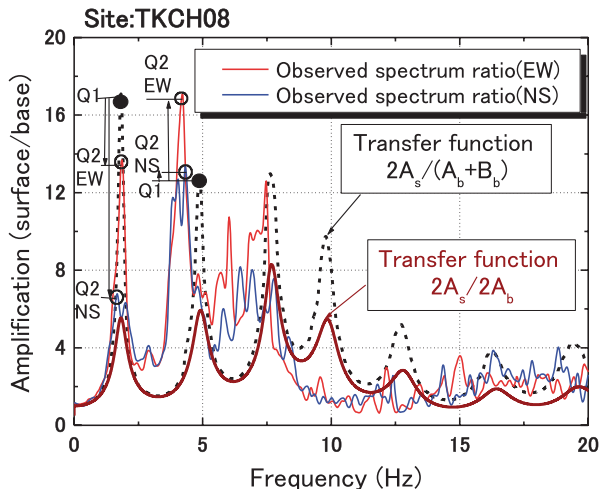 Site:TKCH08
20
16
12
8
4
0
Amplification (surface/base)
Q1
Q2
EW
Q2
NS
Q2
EW
Q2
NS
Q1
Observed spectrum ratio(EW)
Observed spectrum ratio(NS)
Transfer function
2As/(Ab+Bb)
Transfer function
2As/2Ab
0 5 10 15 20
Frequency (Hz)